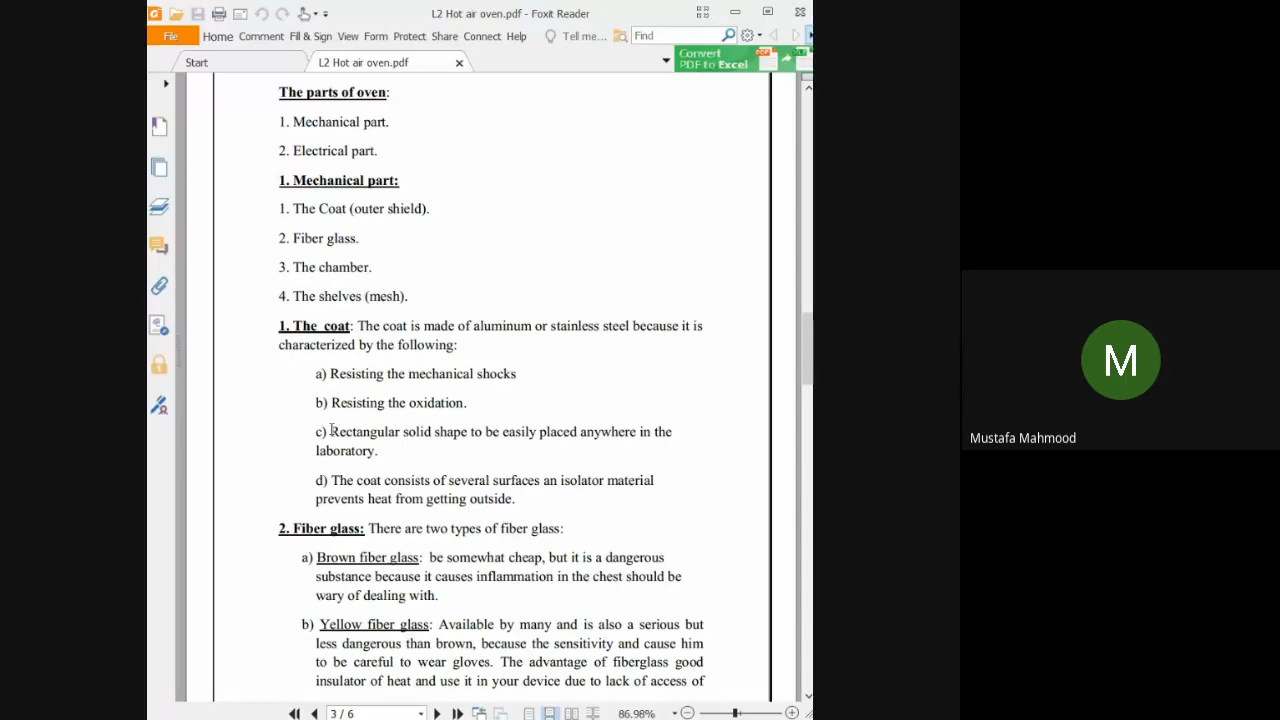 L2 Hot air oven.pdf - Foxit Reader
File Home Comment Fill & Sign View Form Protect Share Connect Help Tell me... Find
Start L2 Hot air oven.pdf Convert PDF to Excel
The parts of oven:
1. Mechanical part.
2. Electrical part.
1. Mechanical part:
1. The Coat (outer shield).
2. Fiber glass.
3. The chamber.
4. The shelves (mesh).
1. The coat: The coat is made of aluminum or stainless steel because it is
characterized by the following:
a) Resisting the mechanical shocks
b) Resisting the oxidation.
c) Rectangular solid shape to be easily placed anywhere in the
laboratory.
d) The coat consists of several surfaces an isolator material
prevents heat from getting outside.
2. Fiber glass: There are two types of fiber glass:
a) Brown fiber glass: be somewhat cheap, but it is a dangerous
substance because it causes inflammation in the chest should be
wary of dealing with.
b) Yellow fiber glass: Available by many and is also a serious but
less dangerous than brown, because the sensitivity and cause him
to be careful to wear gloves. The advantage of fiberglass good
insulator of heat and use it in your device due to lack of access of
3 / 6 86.98%
M
Mustafa Mahmood